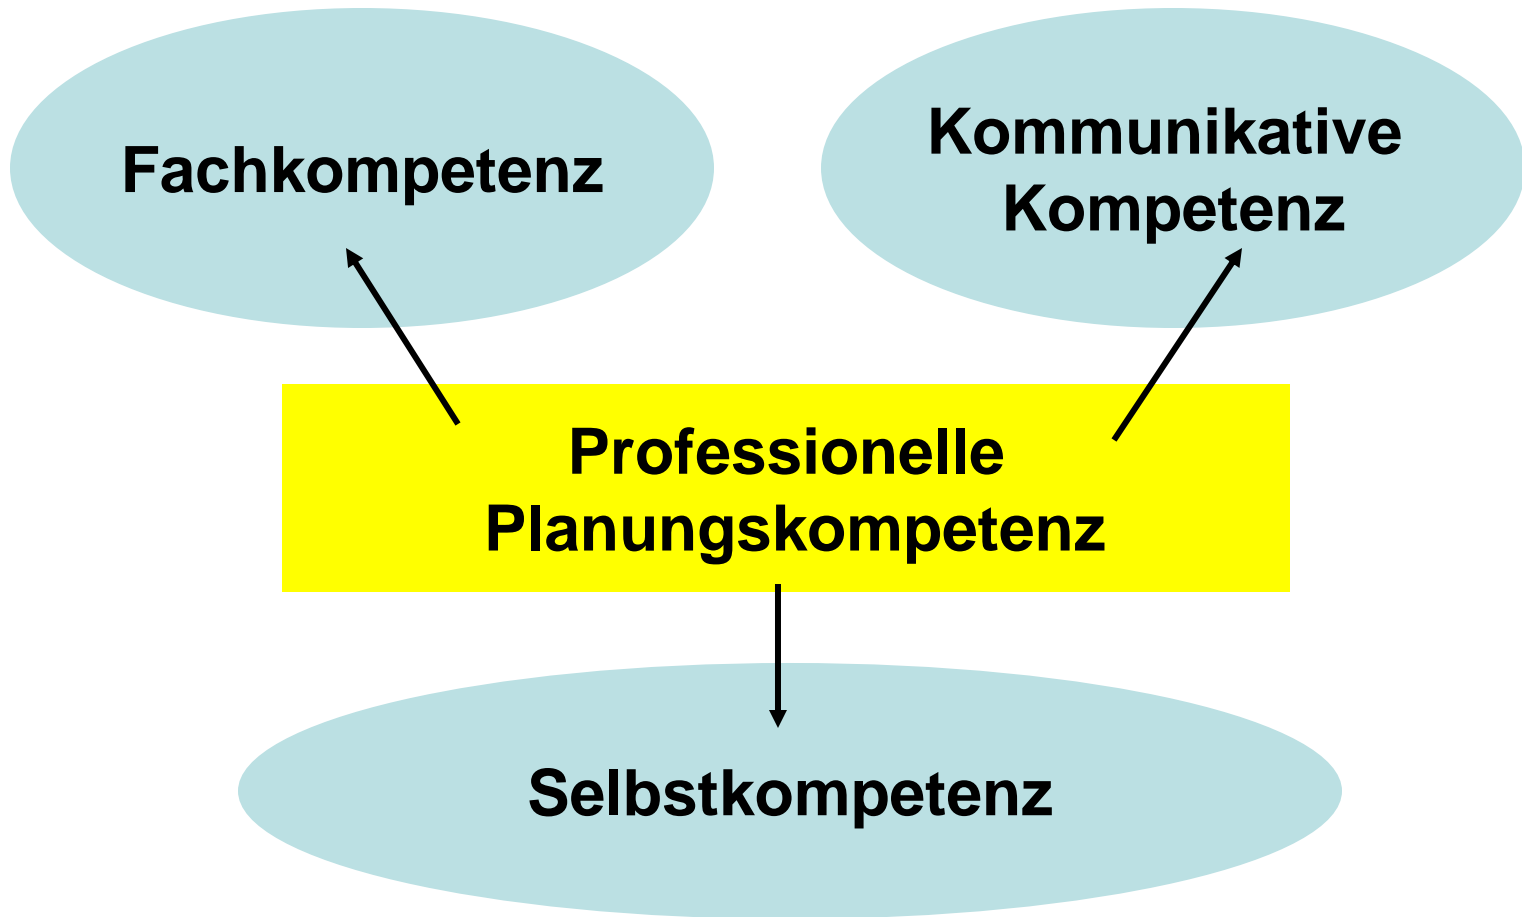 Fachkompetenz
Kommunikative
Kompetenz
Professionelle
Planungskompetenz
Selbstkompetenz